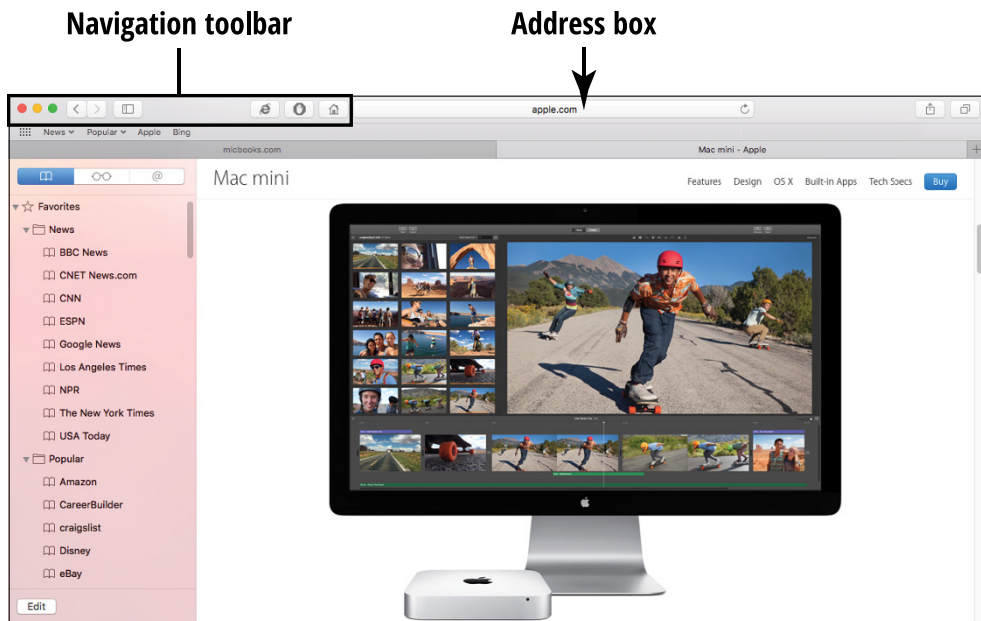 Navigation toolbar Address box
apple.com
News Popular Apple Bing
micbooks.com Mac mini - Apple
@
Mac mini Features Design OS X Built-in Apps Tech Specs Buy
Favorites
News
BBC News
CNET News.com
CNN
ESPN
Google News
Los Angeles Times
NPR
The New York Times
USA Today
Popular
Amazon
CareerBuilder
craigslist
Disney
eBay
Edit